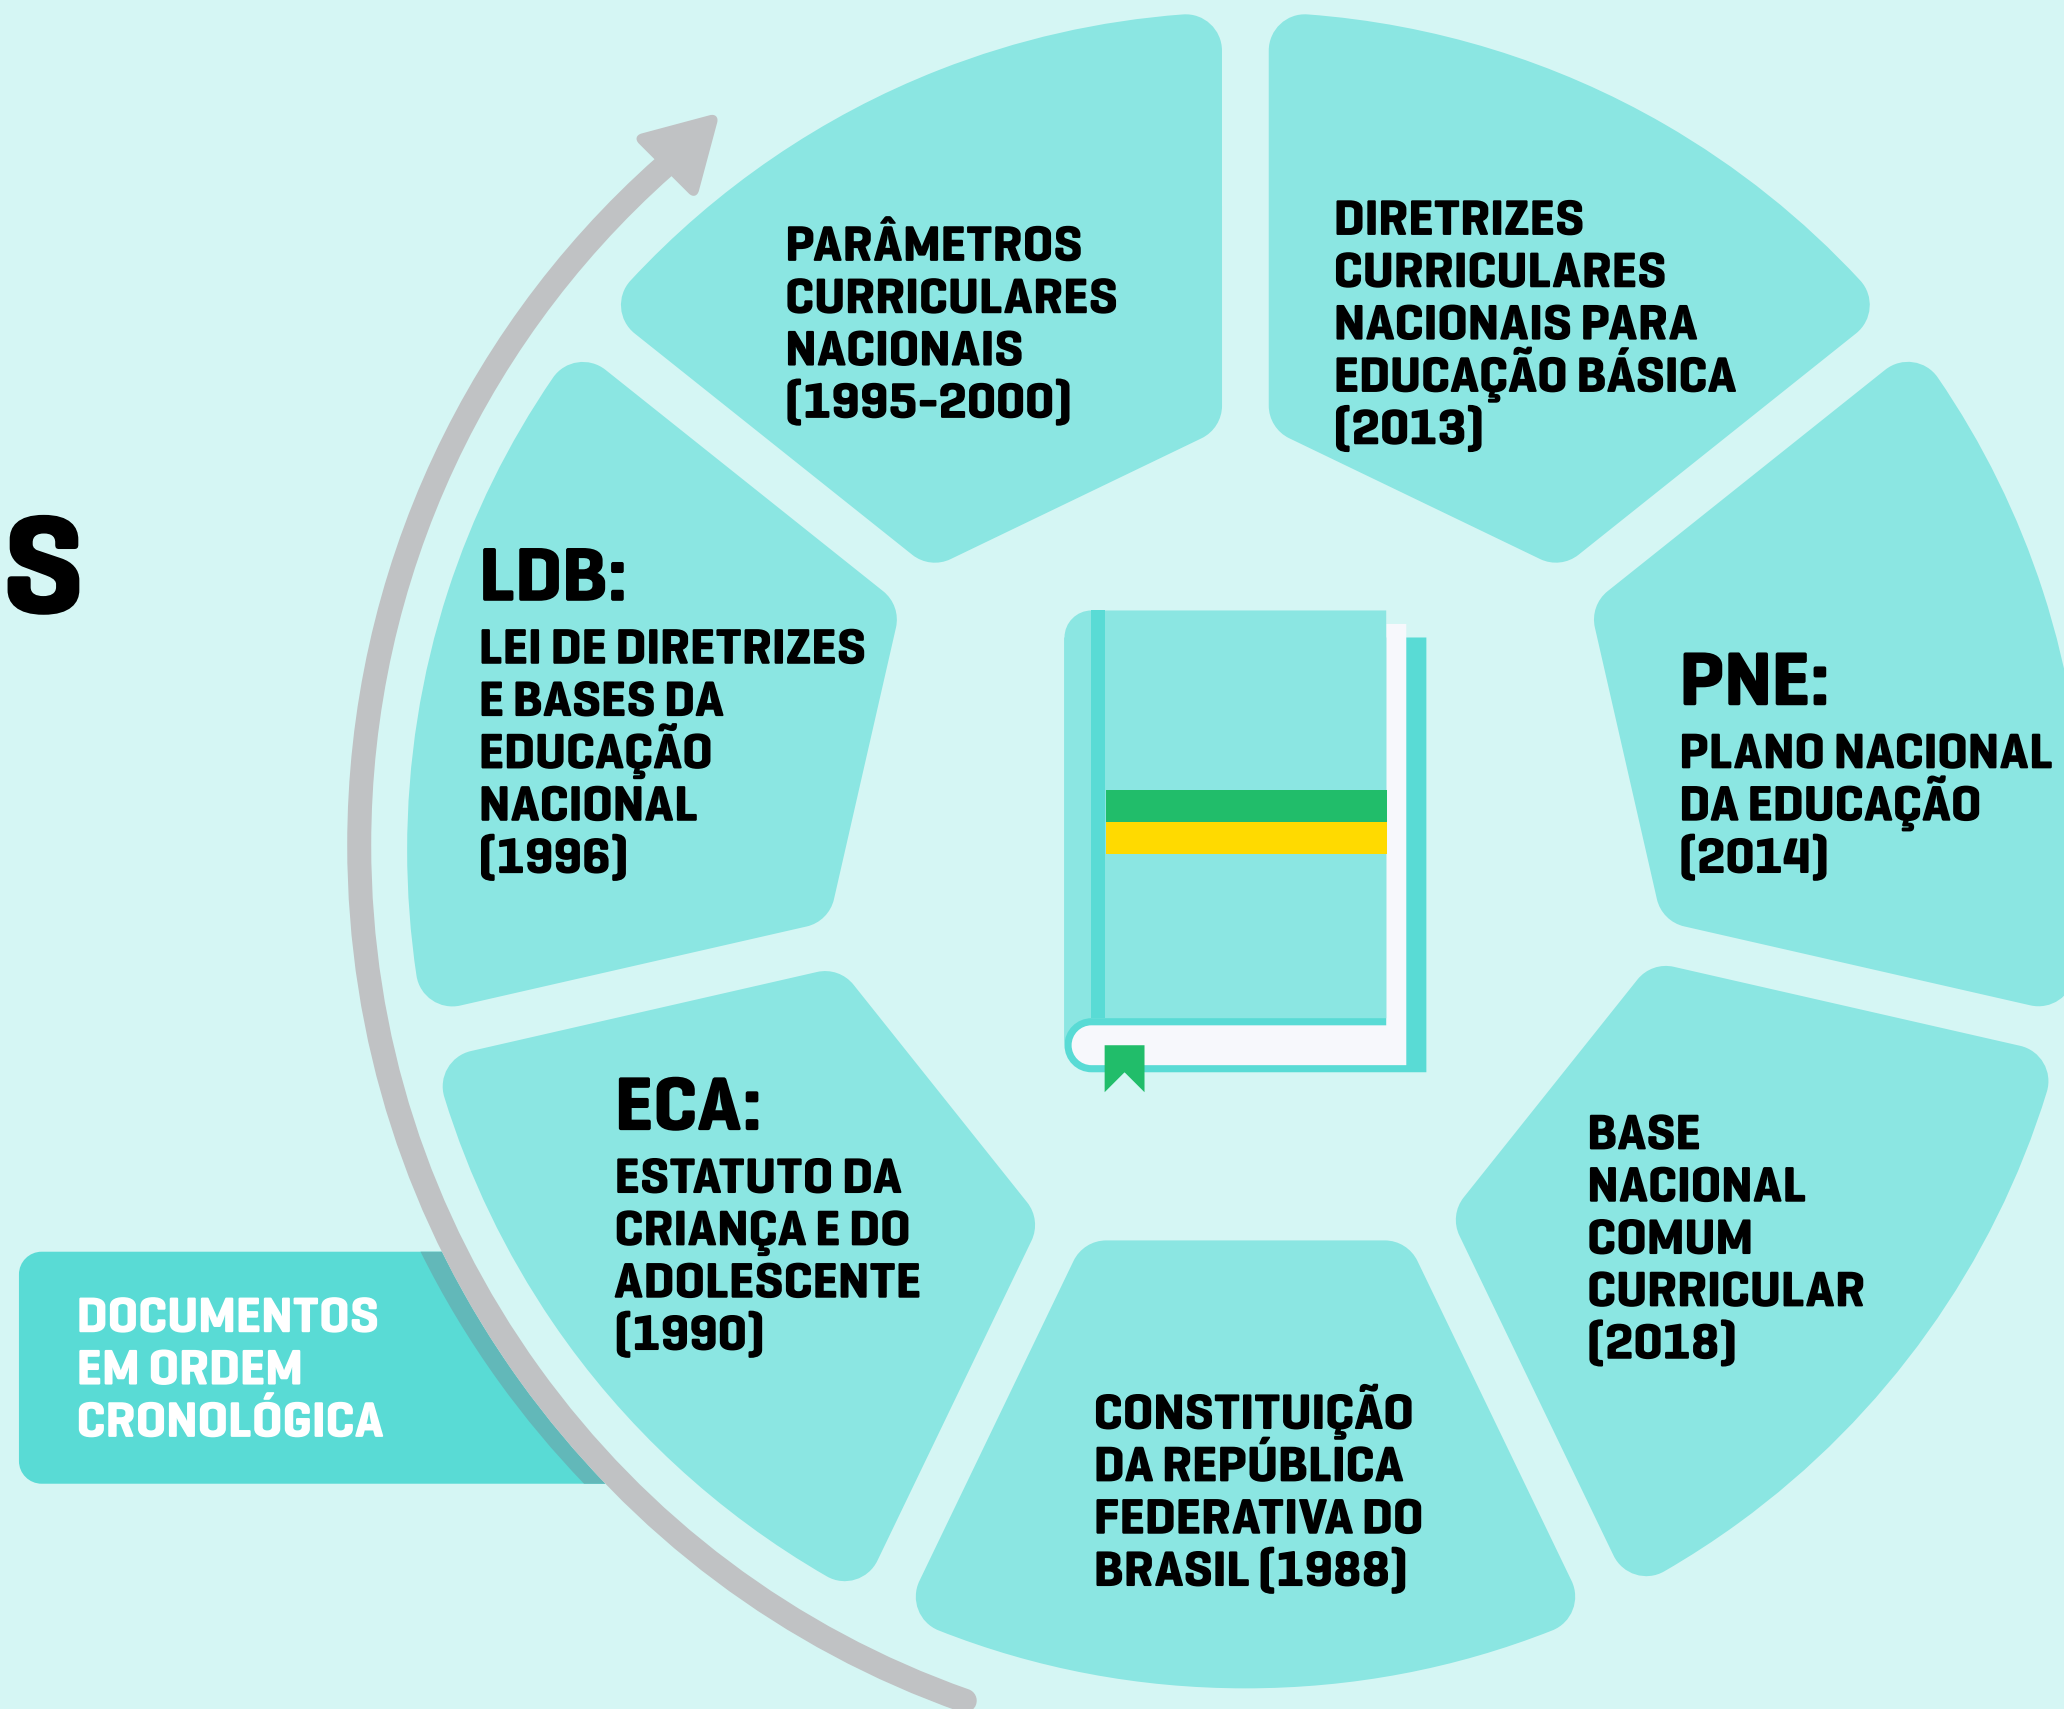 S
PARÂMETROS
CURRICULARES
NACIONAIS
(1995-2000)
DIRETRIZES
CURRICULARES
NACIONAIS PARA
EDUCAÇÃO BÁSICA
(2013)
LDB:
LEI DE DIRETRIZES
E BASES DA
EDUCAÇÃO
NACIONAL
(1996)
PNE:
PLANO NACIONAL
DA EDUCAÇÃO
(2014)
ECA:
ESTATUTO DA
CRIANÇA E DO
ADOLESCENTE
(1990)
BASE
NACIONAL
COMUM
CURRICULAR
(2018)
DOCUMENTOS
EM ORDEM
CRONOLÓGICA
CONSTITUIÇÃO
DA REPÚBLICA
FEDERATIVA DO
BRASIL (1988)